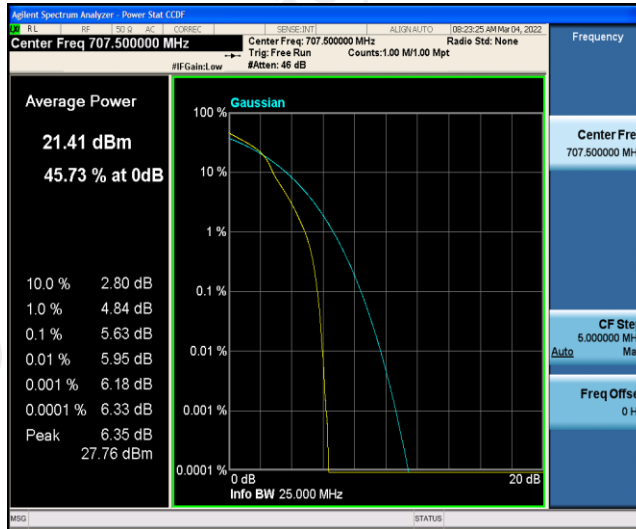 Agilent Spectrum Analyzer - Power Stat CCDF
RL RF 50 Ω AC CORREC SENSE:INT ALIGN AUTO 08:23:25 AM Mar 04, 2022
Center Freq 707.500000 MHz
Center Freq: 707.500000 MHz Radio Std: None
Trig: Free Run Counts:1.00 M/1.00 Mpt
#IFGain:Low #Atten: 46 dB
Frequency
Average Power
21.41 dBm
45.73 % at 0dB
10.0 % 2.80 dB
1.0 % 4.84 dB
0.1 % 5.63 dB
0.01 % 5.95 dB
0.001 % 6.18 dB
0.0001 % 6.33 dB
Peak 6.35 dB
27.76 dBm
Gaussian
100 %
10 %
1 %
0.1 %
0.01 %
0.001 %
0.0001 %
0 dB 20 dB
Info BW 25.000 MHz
Center Fre
707.500000 MH
CF Ste
5.000000 MH
Auto Ma
Freq Offse
0 H
MSG STATUS